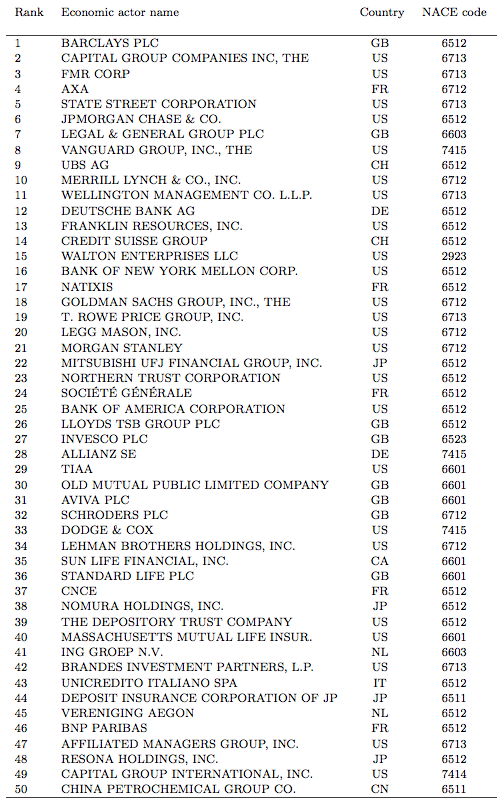 Rank Economic actor name Country NACE code
1 BARCLAYS PLC GB 6512
2 CAPITAL GROUP COMPANIES INC, THE US 6713
3 FMR CORP US 6713
4 AXA FR 6712
5 STATE STREET CORPORATION US 6713
6 JPMORGAN CHASE & CO. US 6512
7 LEGAL & GENERAL GROUP PLC GB 6603
8 VANGUARD GROUP, INC., THE US 7415
9 UBS AG CH 6512
10 MERRILL LYNCH & CO., INC. US 6712
11 WELLINGTON MANAGEMENT CO. L.L.P. US 6713
12 DEUTSCHE BANK AG DE 6512
13 FRANKLIN RESOURCES, INC. US 6512
14 CREDIT SUISSE GROUP CH 6512
15 WALTON ENTERPRISES LLC US 2923
16 BANK OF NEW YORK MELLON CORP. US 6512
17 NATIXIS FR 6512
18 GOLDMAN SACHS GROUP, INC., THE US 6712
19 T. ROWE PRICE GROUP, INC. US 6713
20 LEGG MASON, INC. US 6712
21 MORGAN STANLEY US 6712
22 MITSUBISHI UFJ FINANCIAL GROUP, INC. JP 6512
23 NORTHERN TRUST CORPORATION US 6512
24 SOCIÉTÉ GÉNÉRALE FR 6512
25 BANK OF AMERICA CORPORATION US 6512
26 LLOYDS TSB GROUP PLC GB 6512
27 INVESCO PLC GB 6523
28 ALLIANZ SE DE 7415
29 TIAA US 6601
30 OLD MUTUAL PUBLIC LIMITED COMPANY GB 6601
31 AVIVA PLC GB 6601
32 SCHRODERS PLC GB 6712
33 DODGE & COX US 7415
34 LEHMAN BROTHERS HOLDINGS, INC. US 6712
35 SUN LIFE FINANCIAL, INC. CA 6601
36 STANDARD LIFE PLC GB 6601
37 CNCE FR 6512
38 NOMURA HOLDINGS, INC. JP 6512
39 THE DEPOSITORY TRUST COMPANY US 6512
40 MASSACHUSETTS MUTUAL LIFE INSUR. US 6601
41 ING GROEP N.V. NL 6603
42 BRANDES INVESTMENT PARTNERS, L.P. US 6713
43 UNICREDITO ITALIANO SPA IT 6512
44 DEPOSIT INSURANCE CORPORATION OF JP JP 6511
45 VERENIGING AEGON NL 6512
46 BNP PARIBAS FR 6512
47 AFFILIATED MANAGERS GROUP, INC. US 6713
48 RESONA HOLDINGS, INC. JP 6512
49 CAPITAL GROUP INTERNATIONAL, INC. US 7414
50 CHINA PETROCHEMICAL GROUP CO. CN 6511